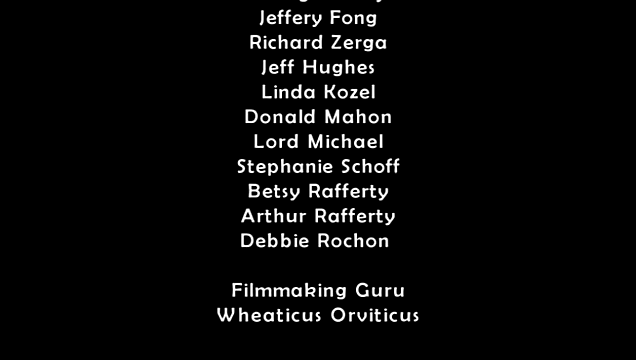 Jeffery Fong
Richard Zerga
Jeff Hughes
Linda Kozel
Donald Mahon
Lord Michael
Stephanie Schoff
Betsy Rafferty
Arthur Rafferty
Debbie Rochon
Filmmaking Guru
Wheaticus Orviticus